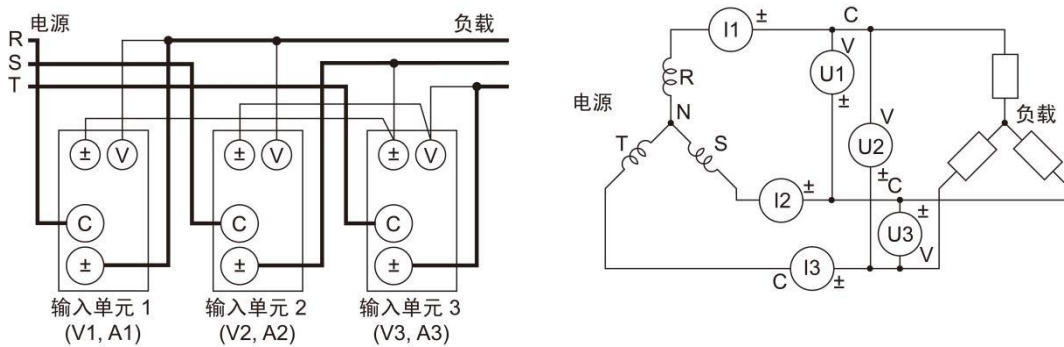 电源
负载
R
S
T
± V
± V
± V
C
C
C
±
±
±
输入单元 1
(V1, A1)
输入单元 2
(V2, A2)
输入单元 3
(V3, A3)
I1 ±
C
V
U1
±
R
电源
N
T
S
V
U2
±
负载
I2 ±
C
±
U3
V
C I3 ±